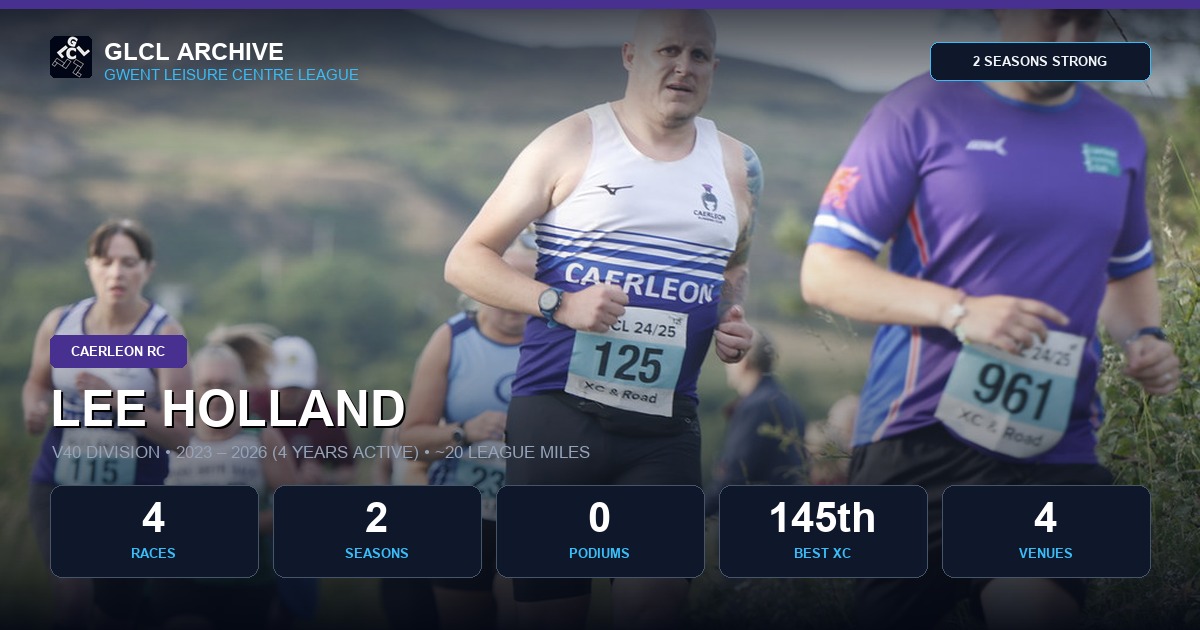 GLCL ARCHIVE
GWENT LEISURE CENTRE LEAGUE
2 SEASONS STRONG
CAERLEON
CAERLEON
CL 24/25
125
XC & Road
24/25
961
XC & Road
CAERLEON RC
LEE HOLLAND
V40 DIVISION • 2023 – 2026 (4 YEARS ACTIVE) • ~20 LEAGUE MILES
115
23
4
RACES
2
SEASONS
0
PODIUMS
145th
BEST XC
4
VENUES